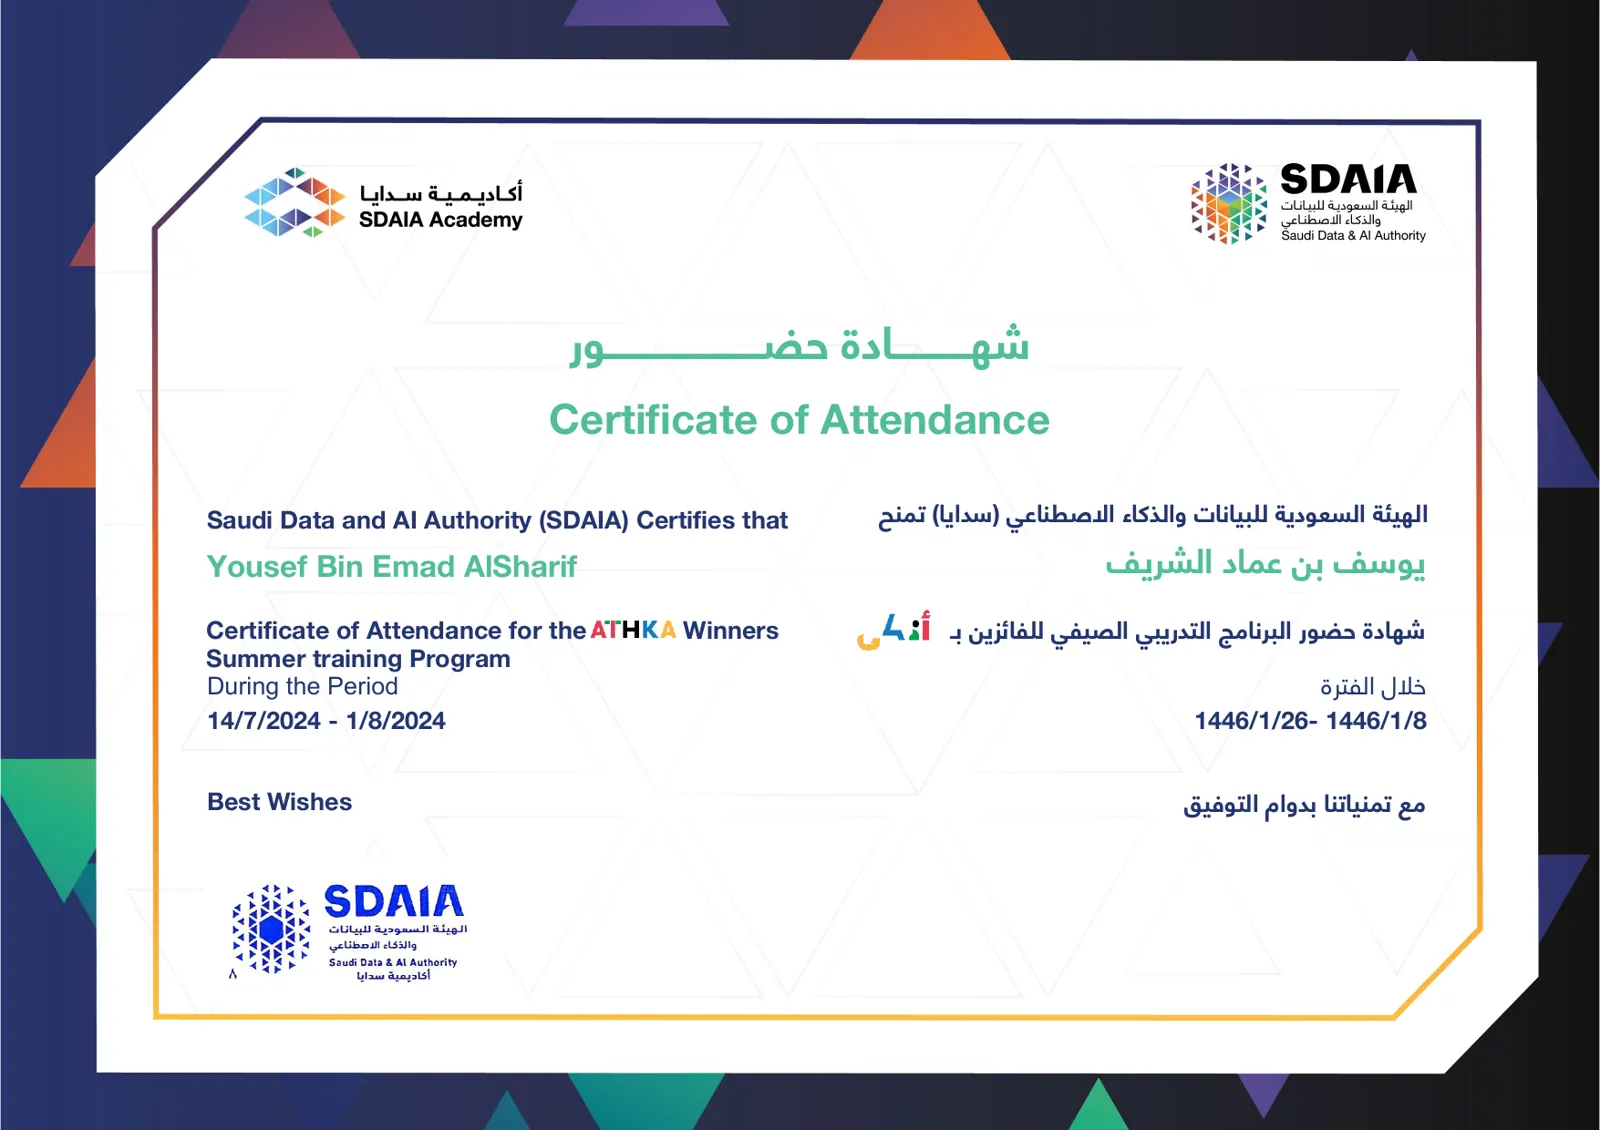 أكاديمية سدايا
SDAIA Academy
SDAIA
الهيئة السعودية للبيانات
والذكاء الاصطناعي
Saudi Data & AI Authority
شهادة حضور
Certificate of Attendance
Saudi Data and AI Authority (SDAIA) Certifies that
Yousef Bin Emad AlSharif
Certificate of Attendance for the ATHKA Winners
Summer training Program
During the Period
14/7/2024 - 1/8/2024
Best Wishes
الهيئة السعودية للبيانات والذكاء الاصطناعي (سدايا) تمنح
يوسف بن عماد الشريف
شهادة حضور البرنامج التدريبي الصيفي للفائزين بـ أذكى
خلال الفترة
1446/1/26- 1446/1/8
مع تمنياتنا بدوام التوفيق
SDAIA
الهيئة السعودية للبيانات
والذكاء الاصطناعي
Saudi Data & AI Authority
أكاديمية سدايا
٨